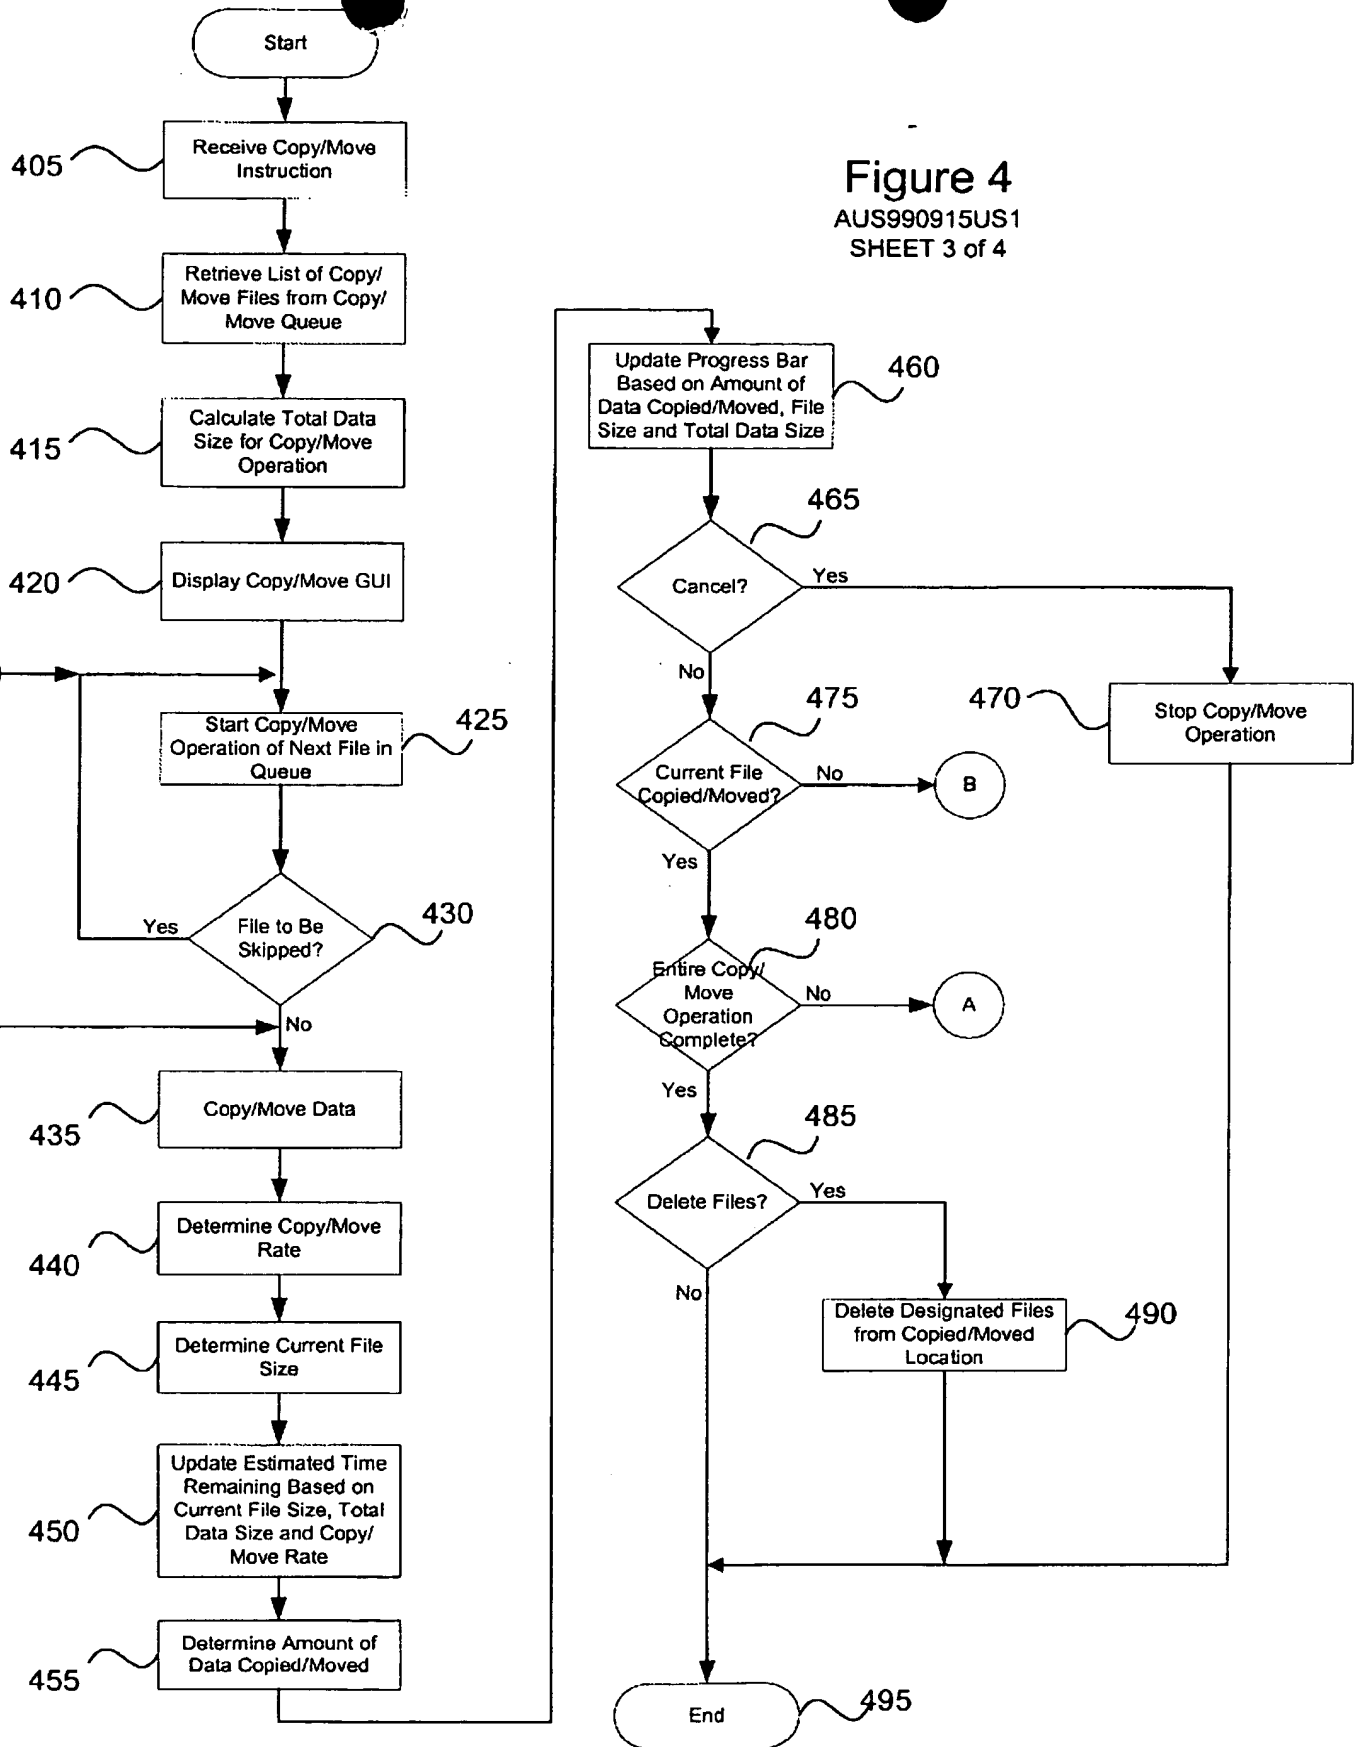 Start
405
Receive Copy/Move
Instruction
410
Retrieve List of Copy/
Move Files from Copy/
Move Queue
415
Calculate Total Data
Size for Copy/Move
Operation
420
Display Copy/Move GUI
Start Copy/Move
Operation of Next File in
Queue
425
File to Be
Skipped?
430
Yes
No
435
Copy/Move Data
440
Determine Copy/Move
Rate
445
Determine Current File
Size
450
Update Estimated Time
Remaining Based on
Current File Size, Total
Data Size and Copy/
Move Rate
455
Determine Amount of
Data Copied/Moved
Figure 4
AUS990915US1
SHEET 3 of 4
Update Progress Bar
Based on Amount of
Data Copied/Moved, File
Size and Total Data Size
460
465
Cancel?
Yes
No
470
Stop Copy/Move
Operation
475
Current File
Copied/Moved?
No
B
Yes
480
Entire Copy/
Move
Operation
Complete?
No
A
Yes
485
Delete Files?
Yes
No
Delete Designated Files
from Copied/Moved
Location
490
End
495